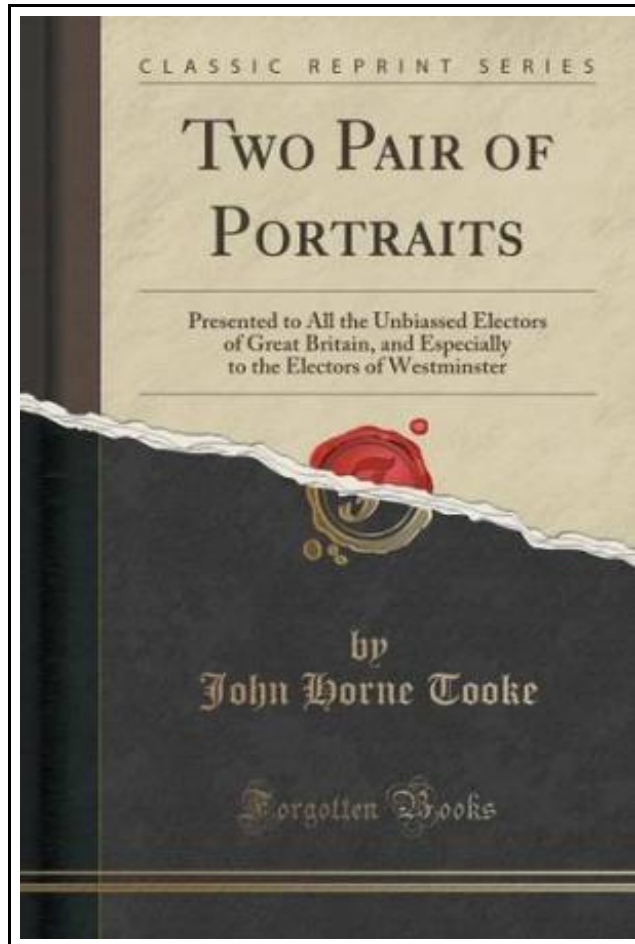 CLASSIC REPRINT SERIES
TWO PAIR OF
PORTRAITS
Presented to All the Unbiassed Electors
of Great Britain, and Especially
to the Electors of Westminster
by
John Horne Tooke
Forgotten Books